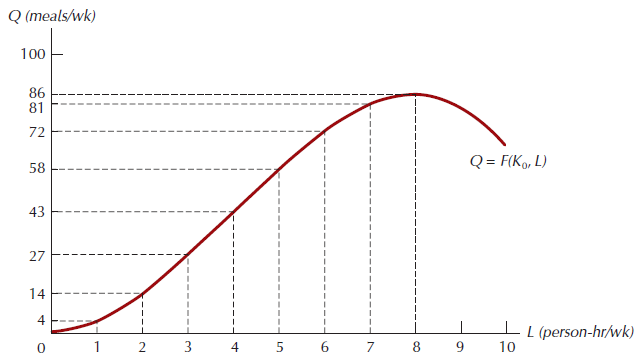 Q (meals/wk)
100
86
81
72
58
43
27
14
4
0
Q = F(K₀, L)
1 2 3 4 5 6 7 8 9 10
L (person-hr/wk)